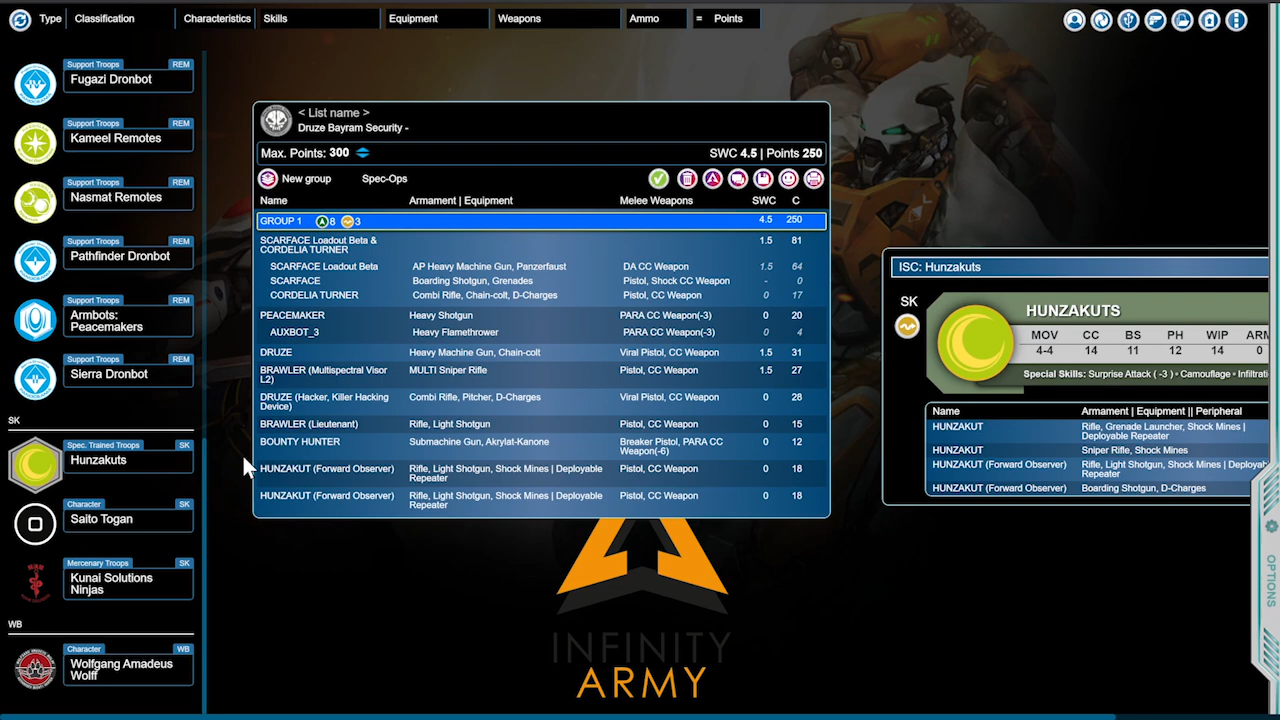 Type Classification Characteristics Skills Equipment Weapons Ammo = Points
Support Troops REM
Fugazi Dronbot
Support Troops REM
Kameel Remotes
Support Troops REM
Nasmat Remotes
Support Troops REM
Pathfinder Dronbot
Support Troops REM
Armbots:
Peacemakers
Support Troops REM
Sierra Dronbot
SK
Spec. Trained Troops SK
Hunzakuts
Character SK
Saito Togan
Mercenary Troops SK
Kunai Solutions
Ninjas
WB
Character WB
Wolfgang Amadeus
Wolff
< List name >
Druze Bayram Security -
Max. Points: 300 SWC 4.5 | Points 250
New group Spec-Ops
Name Armament | Equipment Melee Weapons SWC C
GROUP 1 8 3 4.5 250
SCARFACE Loadout Beta & 1.5 81
CORDELIA TURNER
SCARFACE Loadout Beta AP Heavy Machine Gun, Panzerfaust DA CC Weapon 1.5 64
SCARFACE Boarding Shotgun, Grenades Pistol, Shock CC Weapon - 0
CORDELIA TURNER Combi Rifle, Chain-colt, D-Charges Pistol, CC Weapon 0 17
PEACEMAKER Heavy Shotgun PARA CC Weapon(-3) 0 20
AUXBOT_3 Heavy Flamethrower PARA CC Weapon(-3) 0 4
DRUZE Heavy Machine Gun, Chain-colt Viral Pistol, CC Weapon 1.5 31
BRAWLER (Multispectral Visor MULTI Sniper Rifle Pistol, CC Weapon 1.5 27
L2)
DRUZE (Hacker, Killer Hacking Combi Rifle, Pitcher, D-Charges Viral Pistol, CC Weapon 0 28
Device)
BRAWLER (Lieutenant) Rifle, Light Shotgun Pistol, CC Weapon 0 15
BOUNTY HUNTER Submachine Gun, Akrylat-Kanone Breaker Pistol, PARA CC 0 12
Weapon(-6)
HUNZAKUT (Forward Observer) Rifle, Light Shotgun, Shock Mines | Deployable Pistol, CC Weapon 0 18
Repeater
HUNZAKUT (Forward Observer) Rifle, Light Shotgun, Shock Mines | Deployable Pistol, CC Weapon 0 18
Repeater
INFINITY
ARMY
ISC: Hunzakuts
SK
HUNZAKUTS
MOV CC BS PH WIP ARM
4-4 14 11 12 14 0
Special Skills: Surprise Attack ( -3 ) • Camouflage • Infiltrati
Name Armament | Equipment || Peripheral
HUNZAKUT Rifle, Grenade Launcher, Shock Mines |
Deployable Repeater
HUNZAKUT Sniper Rifle, Shock Mines
HUNZAKUT (Forward Observer) Rifle, Light Shotgun, Shock Mines | Deployab
Repeater
HUNZAKUT (Forward Observer) Boarding Shotgun, D-Charges
OPTIONS